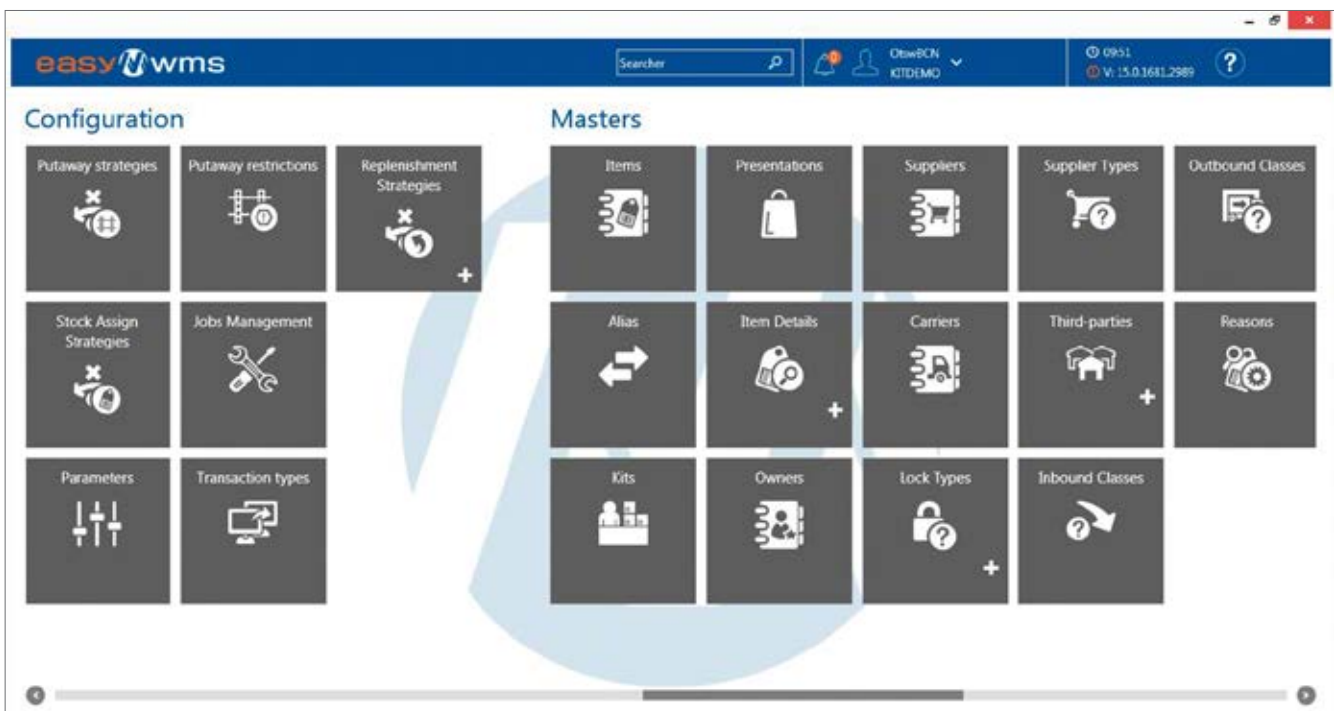 easy wms
Searcher
0
OtswBCN
KITDEMO
09:51
V: 15.0.1681.2989
?
Configuration
Masters
Putaway strategies
Putaway restrictions
Replenishment
Strategies
Items
Presentations
Suppliers
Supplier Types
Outbound Classes
Stock Assign
Strategies
Jobs Management
Alias
Item Details
Carriers
Third-parties
Reasons
Parameters
Transaction types
Kits
Owners
Lock Types
Inbound Classes